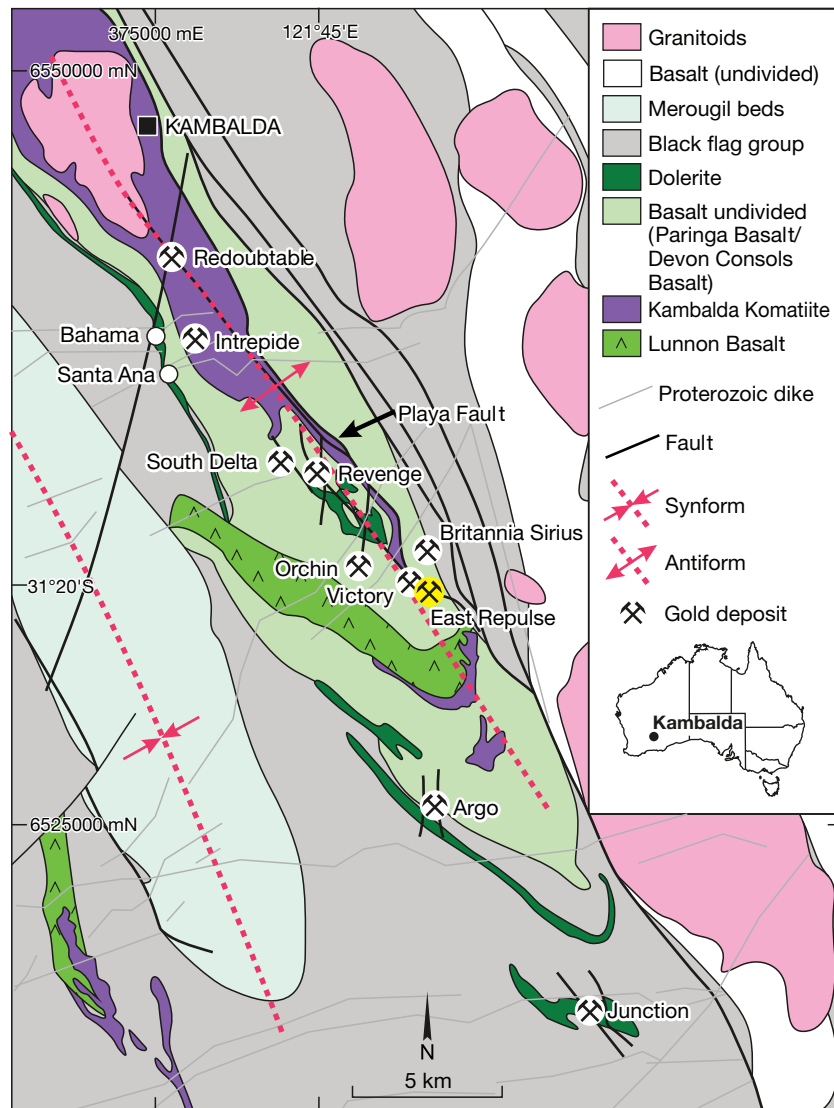 375000 mE
121°45'E
6550000 mN
KAMBALDA
Redoubtable
Bahama
Intrepide
Santa Ana
Playa Fault
South Delta
Revenge
Britannia Sirius
Orchin
31°20'S
Victory
East Repulse
6525000 mN
Argo
Junction
N
5 km
Granitoids
Basalt (undivided)
Merougil beds
Black flag group
Dolerite
Basalt undivided
(Paringa Basalt/
Devon Consols
Basalt)
Kambalda Komatiite
Lunnon Basalt
Proterozoic dike
Fault
Synform
Antiform
Gold deposit
Kambalda